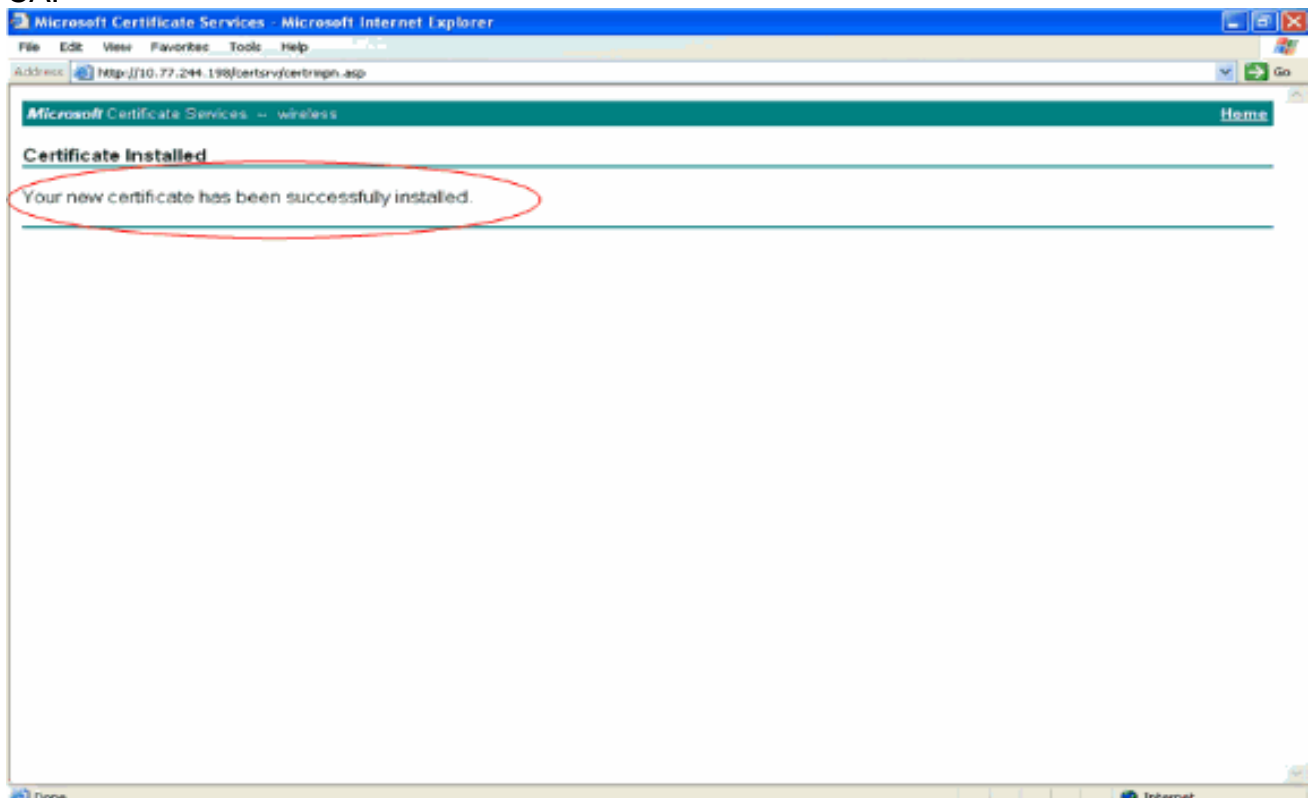 Microsoft Certificate Services - Microsoft Internet Explorer
File Edit View Favorites Tools Help
Address http://10.77.244.198/certsrv/certrmpn.asp Go
Microsoft Certificate Services -- wireless Home
Certificate Installed
Your new certificate has been successfully installed.
Done Internet